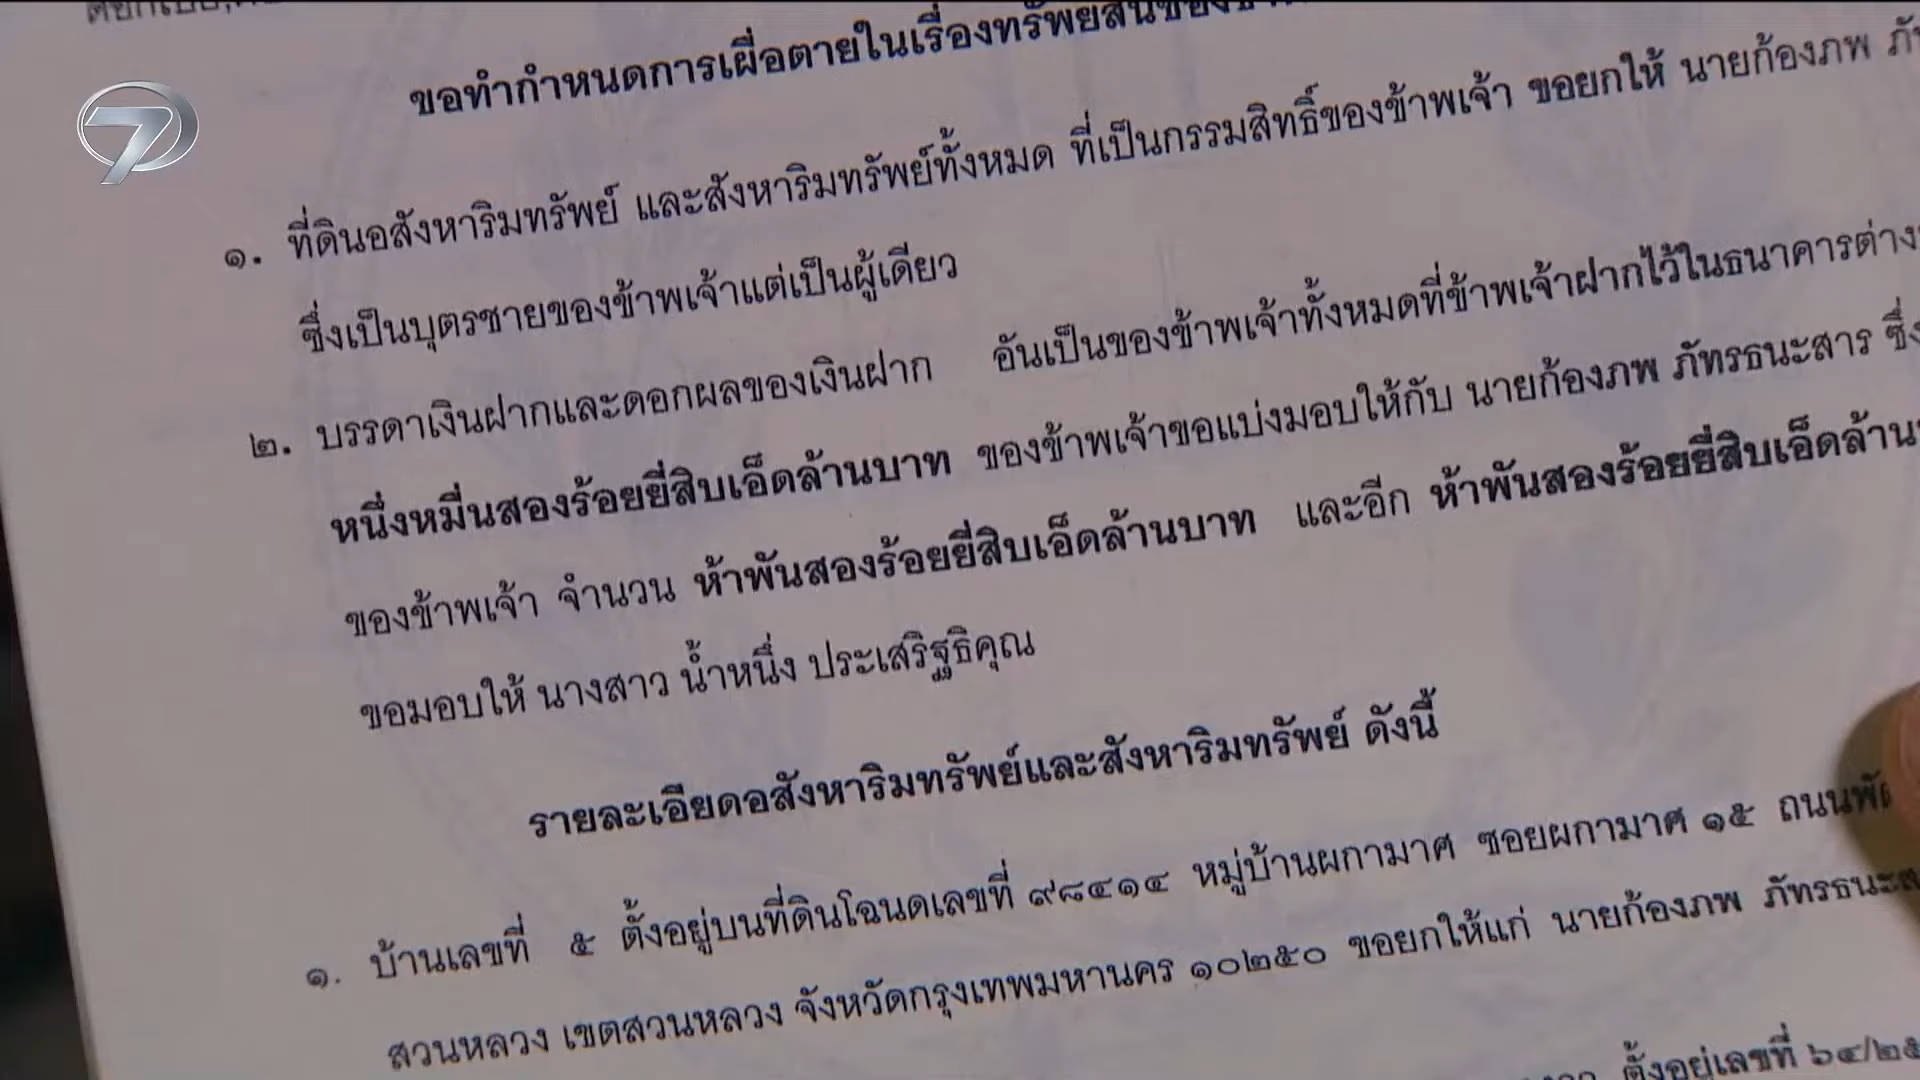 ขอทำกำหนดการเผื่อตายในเรื่องทรัพย์สินของ
๑. ที่ดินอสังหาริมทรัพย์ และสังหาริมทรัพย์ทั้งหมด ที่เป็นกรรมสิทธิ์ของข้าพเจ้า ขอยกให้ นายก้องภพ
ซึ่งเป็นบุตรชายของข้าพเจ้าแต่เป็นผู้เดียว
๒. บรรดาเงินฝากและดอกผลของเงินฝาก อันเป็นของข้าพเจ้าทั้งหมดที่ข้าพเจ้าฝากไว้ในธนาคารต่าง
หนึ่งหมื่นสองร้อยยี่สิบเอ็ดล้านบาท ของข้าพเจ้าขอแบ่งมอบให้กับ นายก้องภพ ภัทรธนะสาร ซึ่ง
ของข้าพเจ้า จำนวน ห้าพันสองร้อยยี่สิบเอ็ดล้านบาท และอีก ห้าพันสองร้อยยี่สิบเอ็ดล้าน
ขอมอบให้ นางสาว น้ำหนึ่ง ประเสริฐธิคุณ
รายละเอียดอสังหาริมทรัพย์และสังหาริมทรัพย์ ดังนี้
๑. บ้านเลขที่ ๕ ตั้งอยู่บนที่ดินโฉนดเลขที่ ๙๘๔๑๔ หมู่บ้านผกามาศ ซอยผกามาศ ๑๕ ถนน
สวนหลวง เขตสวนหลวง จังหวัดกรุงเทพมหานคร ๑๐๒๕๐ ขอยกให้แก่ นายก้องภพ ภัทรธนะส
ตั้งอยู่เลขที่ ๖๔/๒๕
7